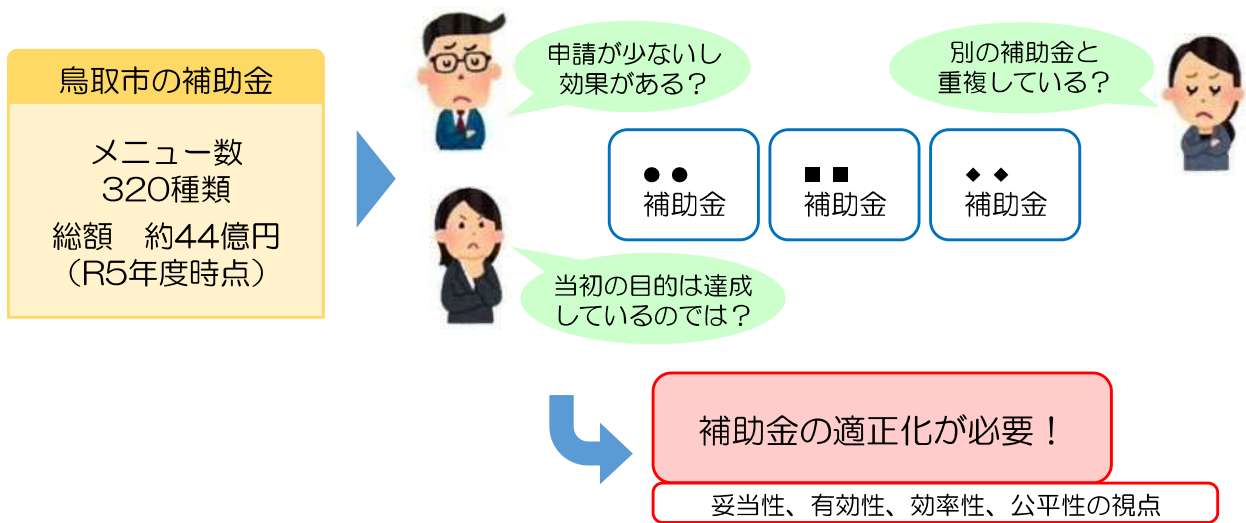 鳥取市の補助金
メニュー数
320種類
総額　約44億円
（R5年度時点）
申請が少ないし
効果がある？
別の補助金と
重複している？
●●
補助金
■■
補助金
◆◆
補助金
当初の目的は達成
しているのでは？
補助金の適正化が必要！
妥当性、有効性、効率性、公平性の視点